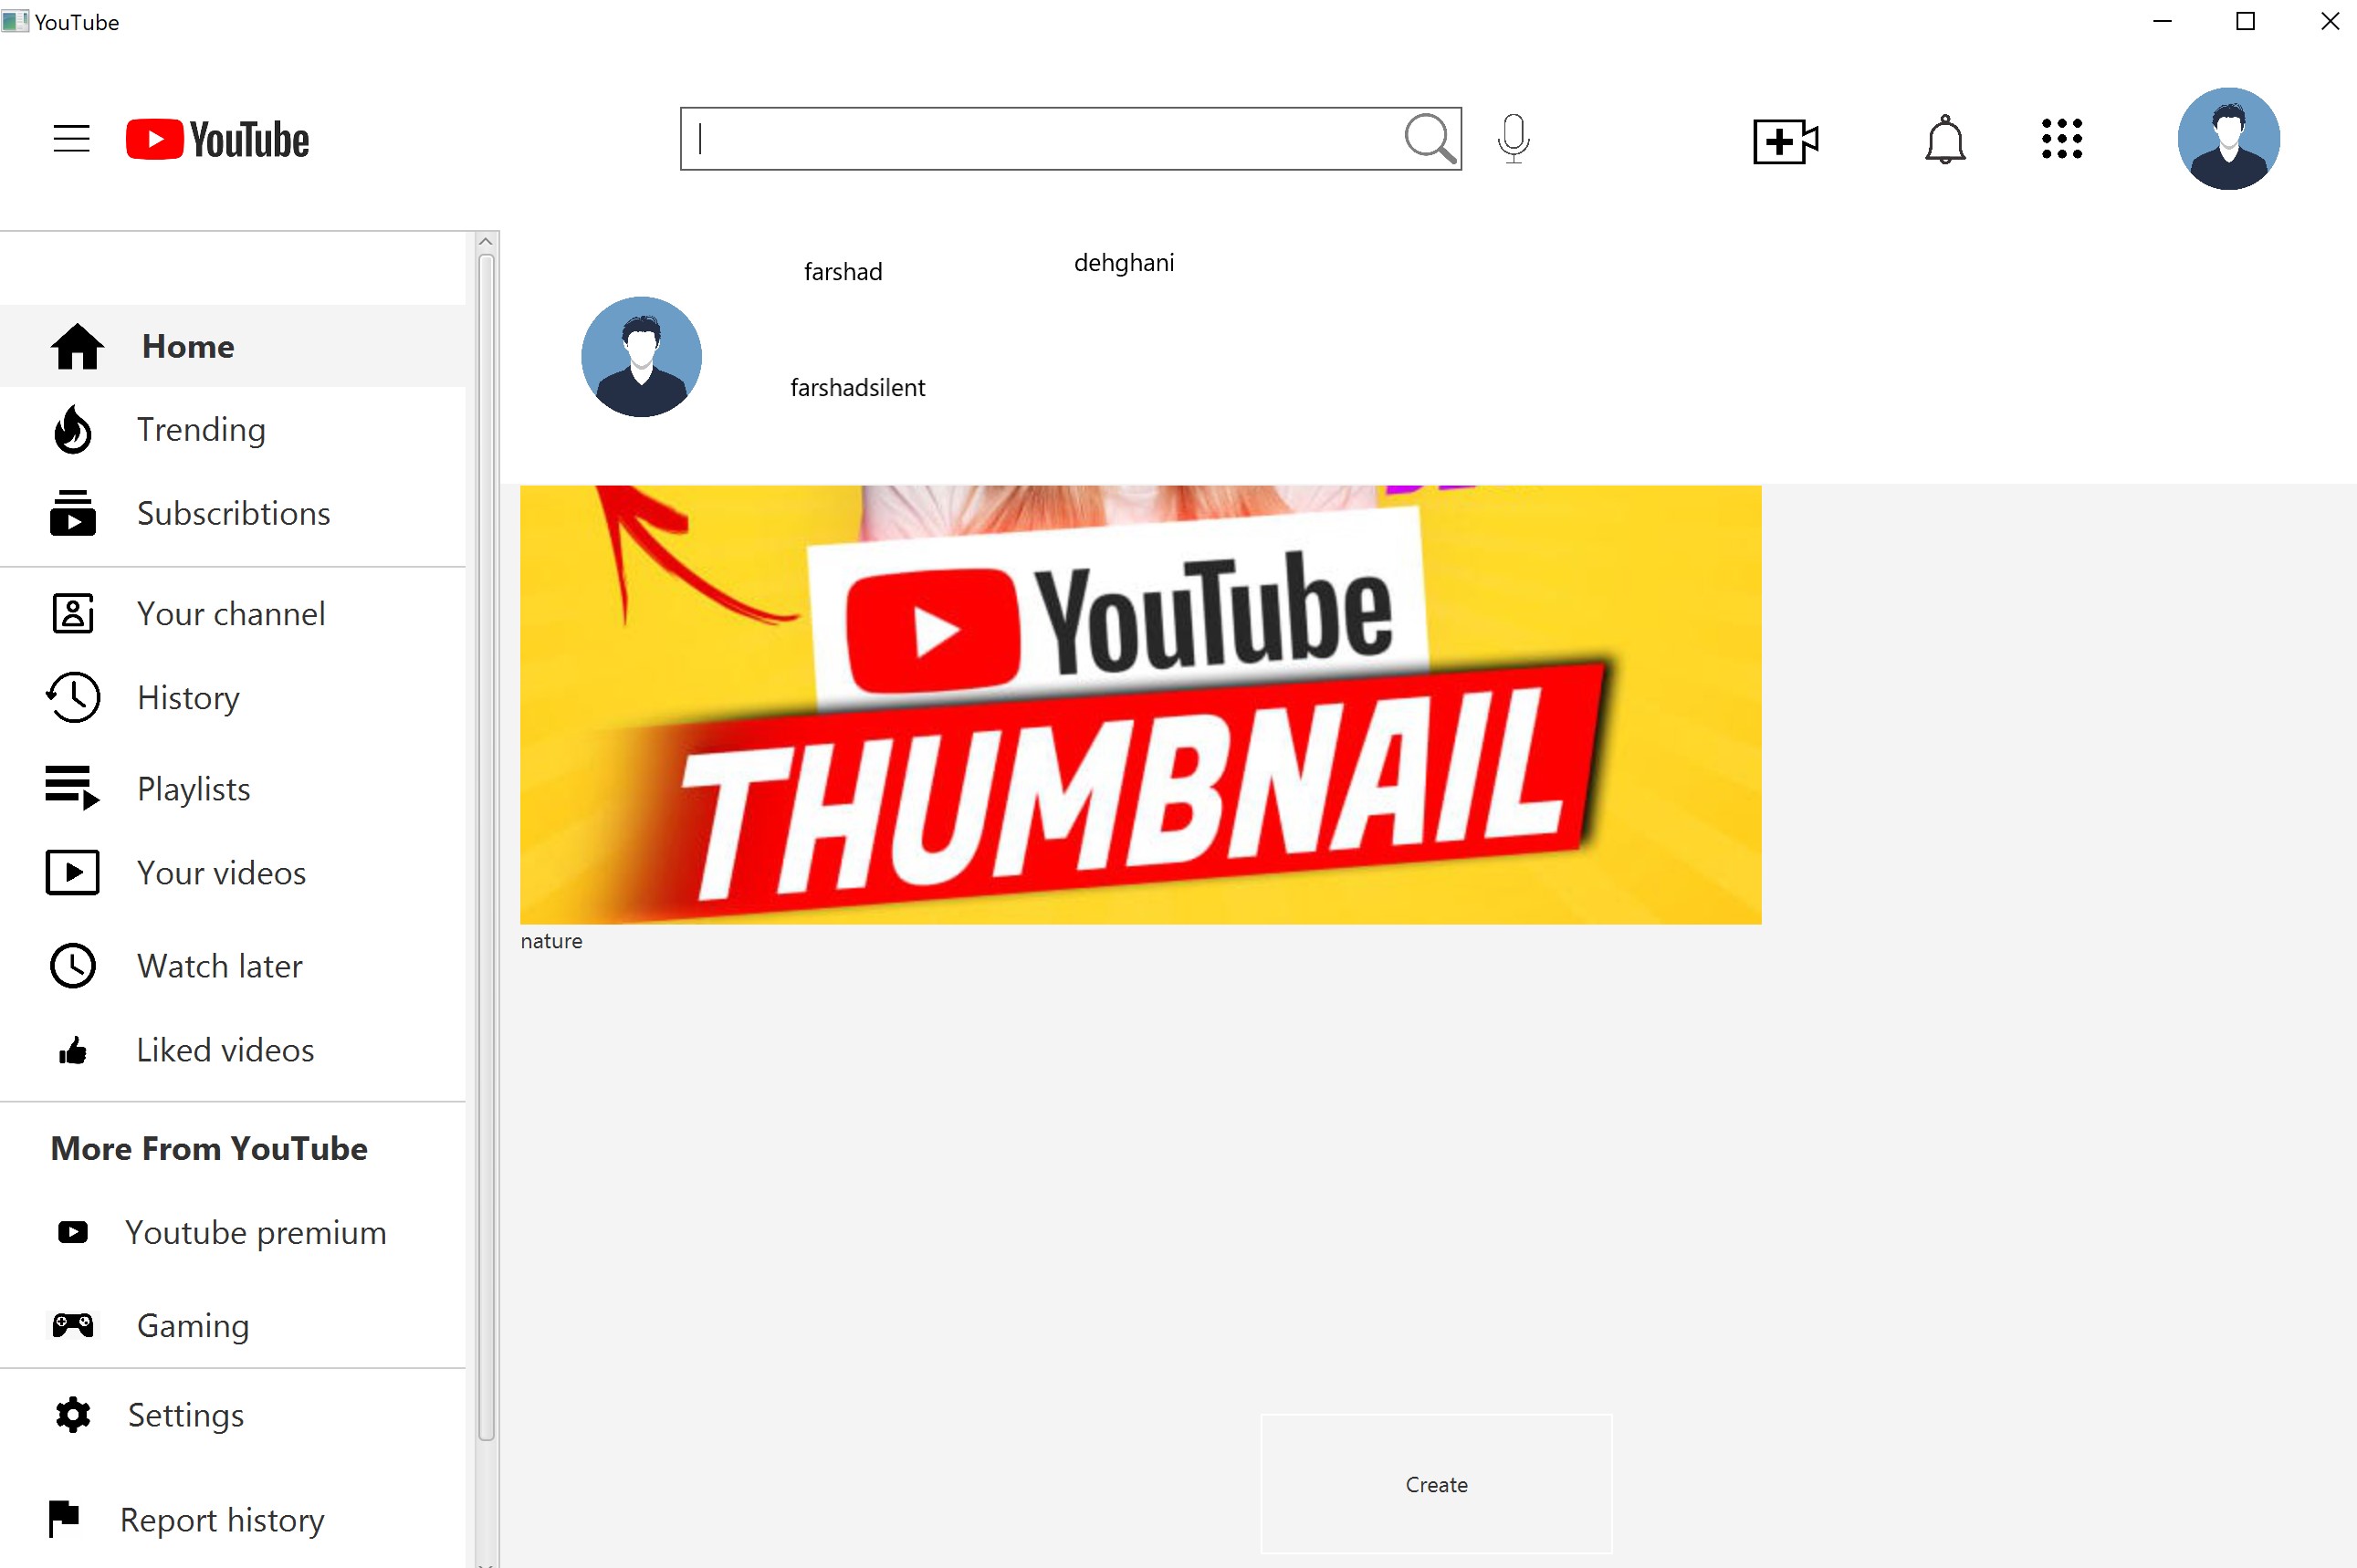 YouTube
YouTube
farshad
dehghani
farshadsilent
Home
Trending
Subscribtions
Your channel
History
Playlists
Your videos
Watch later
Liked videos
More From YouTube
Youtube premium
Gaming
Settings
Report history
YouTube
THUMBNAIL
nature
Create